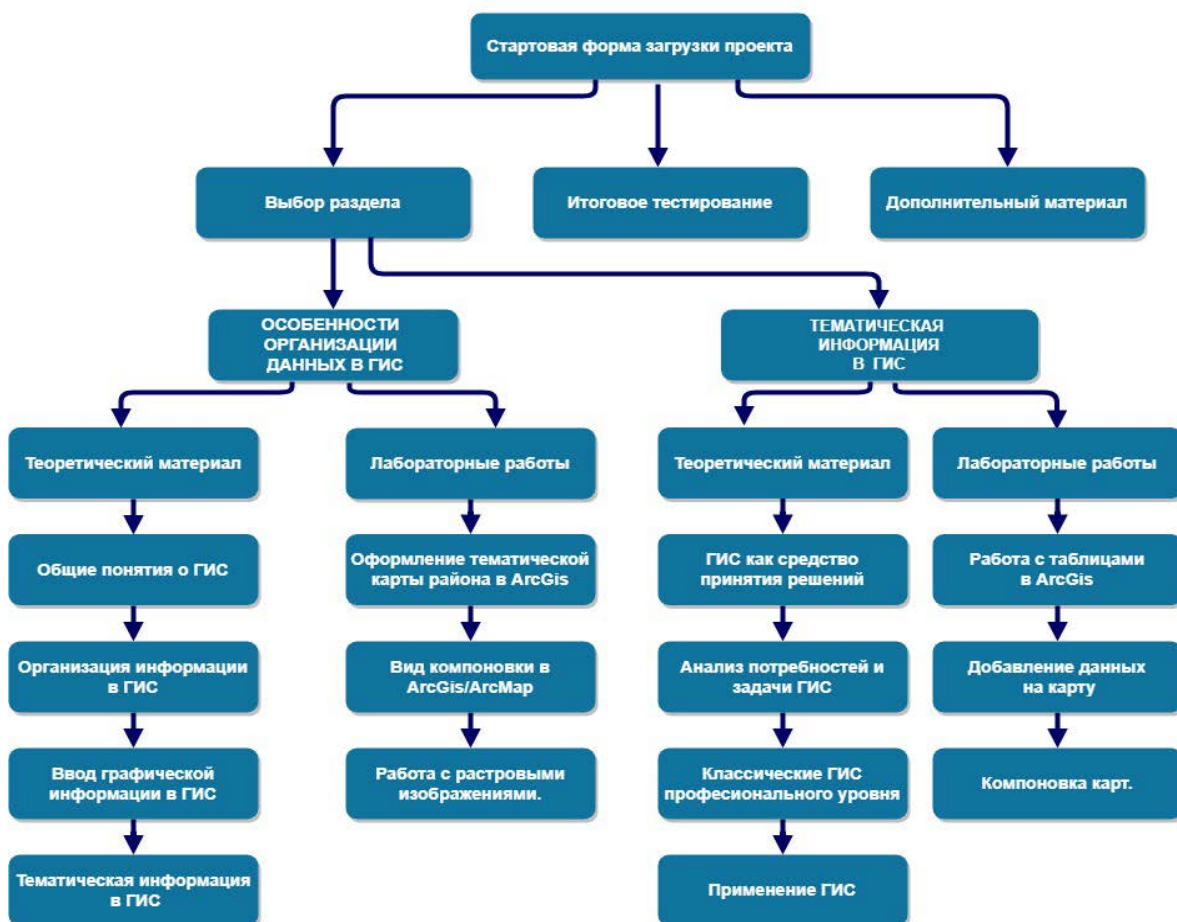 Стартовая форма загрузки проекта
Выбор раздела
Итоговое тестирование
Дополнительный материал
ОСОБЕННОСТИ
ОРГАНИЗАЦИИ
ДАННЫХ В ГИС
ТЕМАТИЧЕСКАЯ
ИНФОРМАЦИЯ
В ГИС
Теоретический материал
Лабораторные работы
Теоретический материал
Лабораторные работы
Общие понятия о ГИС
Оформление тематической
карты района в ArcGis
ГИС как средство
принятия решений
Работа с таблицами
в ArcGis
Организация информации
в ГИС
Вид компоновки в
ArcGis/ArcMap
Анализ потребностей и
задачи ГИС
Добавление данных
на карту
Ввод графической
информации в ГИС
Работа с растровыми
изображениями.
Классические ГИС
професионального уровня
Компоновка карт.
Тематическая информация
в ГИС
Применение ГИС